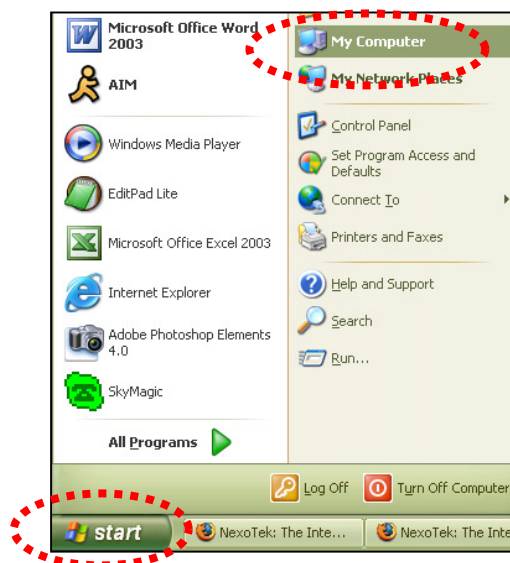 Microsoft Office Word
2003
AIM
Windows Media Player
EditPad Lite
Microsoft Office Excel 2003
Internet Explorer
Adobe Photoshop Elements
4.0
SkyMagic
All Programs
My Computer
My Network Places
Control Panel
Set Program Access and
Defaults
Connect To
Printers and Faxes
Help and Support
Search
Run...
Log Off
Turn Off Computer
start
NexoTek: The Inte...
NexoTek: The Inte